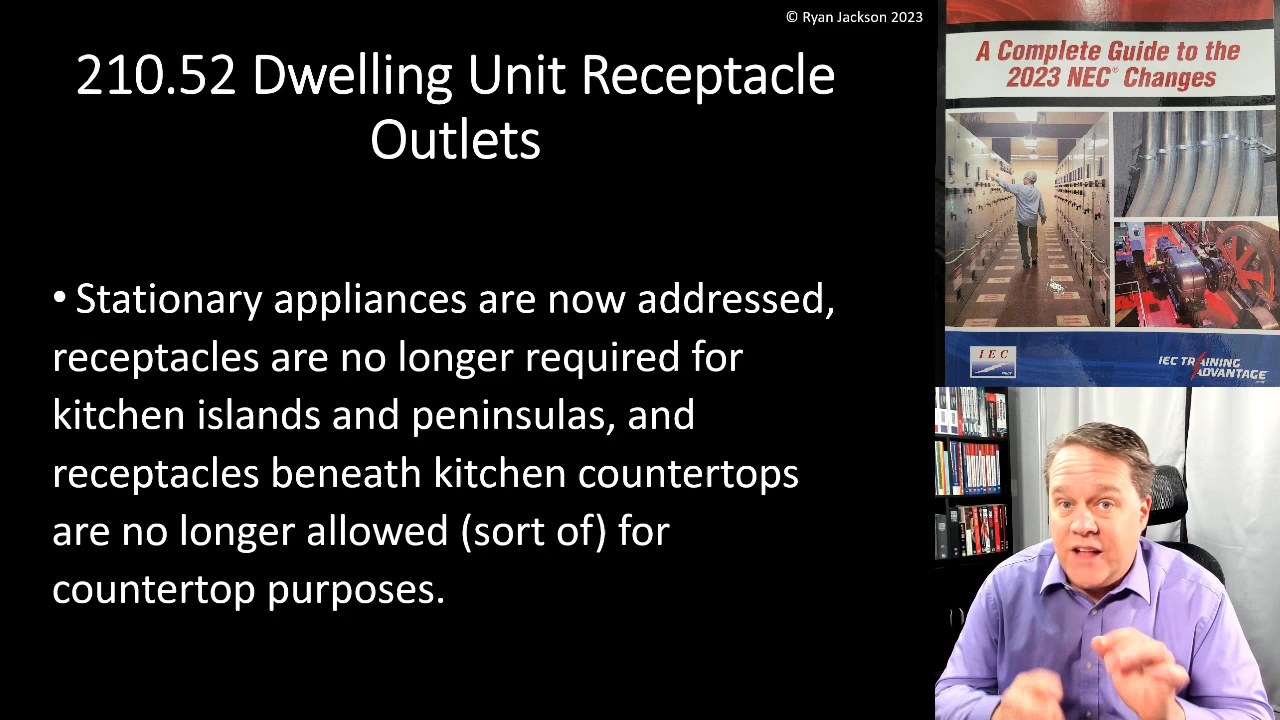 © Ryan Jackson 2023
210.52 Dwelling Unit Receptacle
Outlets
• Stationary appliances are now addressed,
receptacles are no longer required for
kitchen islands and peninsulas, and
receptacles beneath kitchen countertops
are no longer allowed (sort of) for
countertop purposes.
A Complete Guide to the
2023 NEC® Changes
IEC
IEC TRAINING
ADVANTAGE